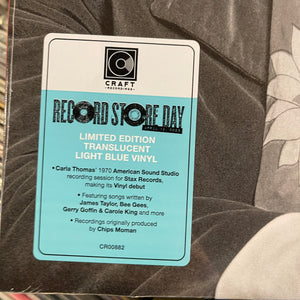 CRAFT
RECORDINGS
RECORD STORE DAY
LIMITED EDITION
TRANSLUCENT
LIGHT BLUE VINYL
• Carla Thomas' 1970 American Sound Studio
recording session for Stax Records,
making its Vinyl debut
• Featuring songs written by
James Taylor, Bee Gees,
Gerry Goffin & Carole King and more
• Recordings originally produced
by Chips Moman
CR00882